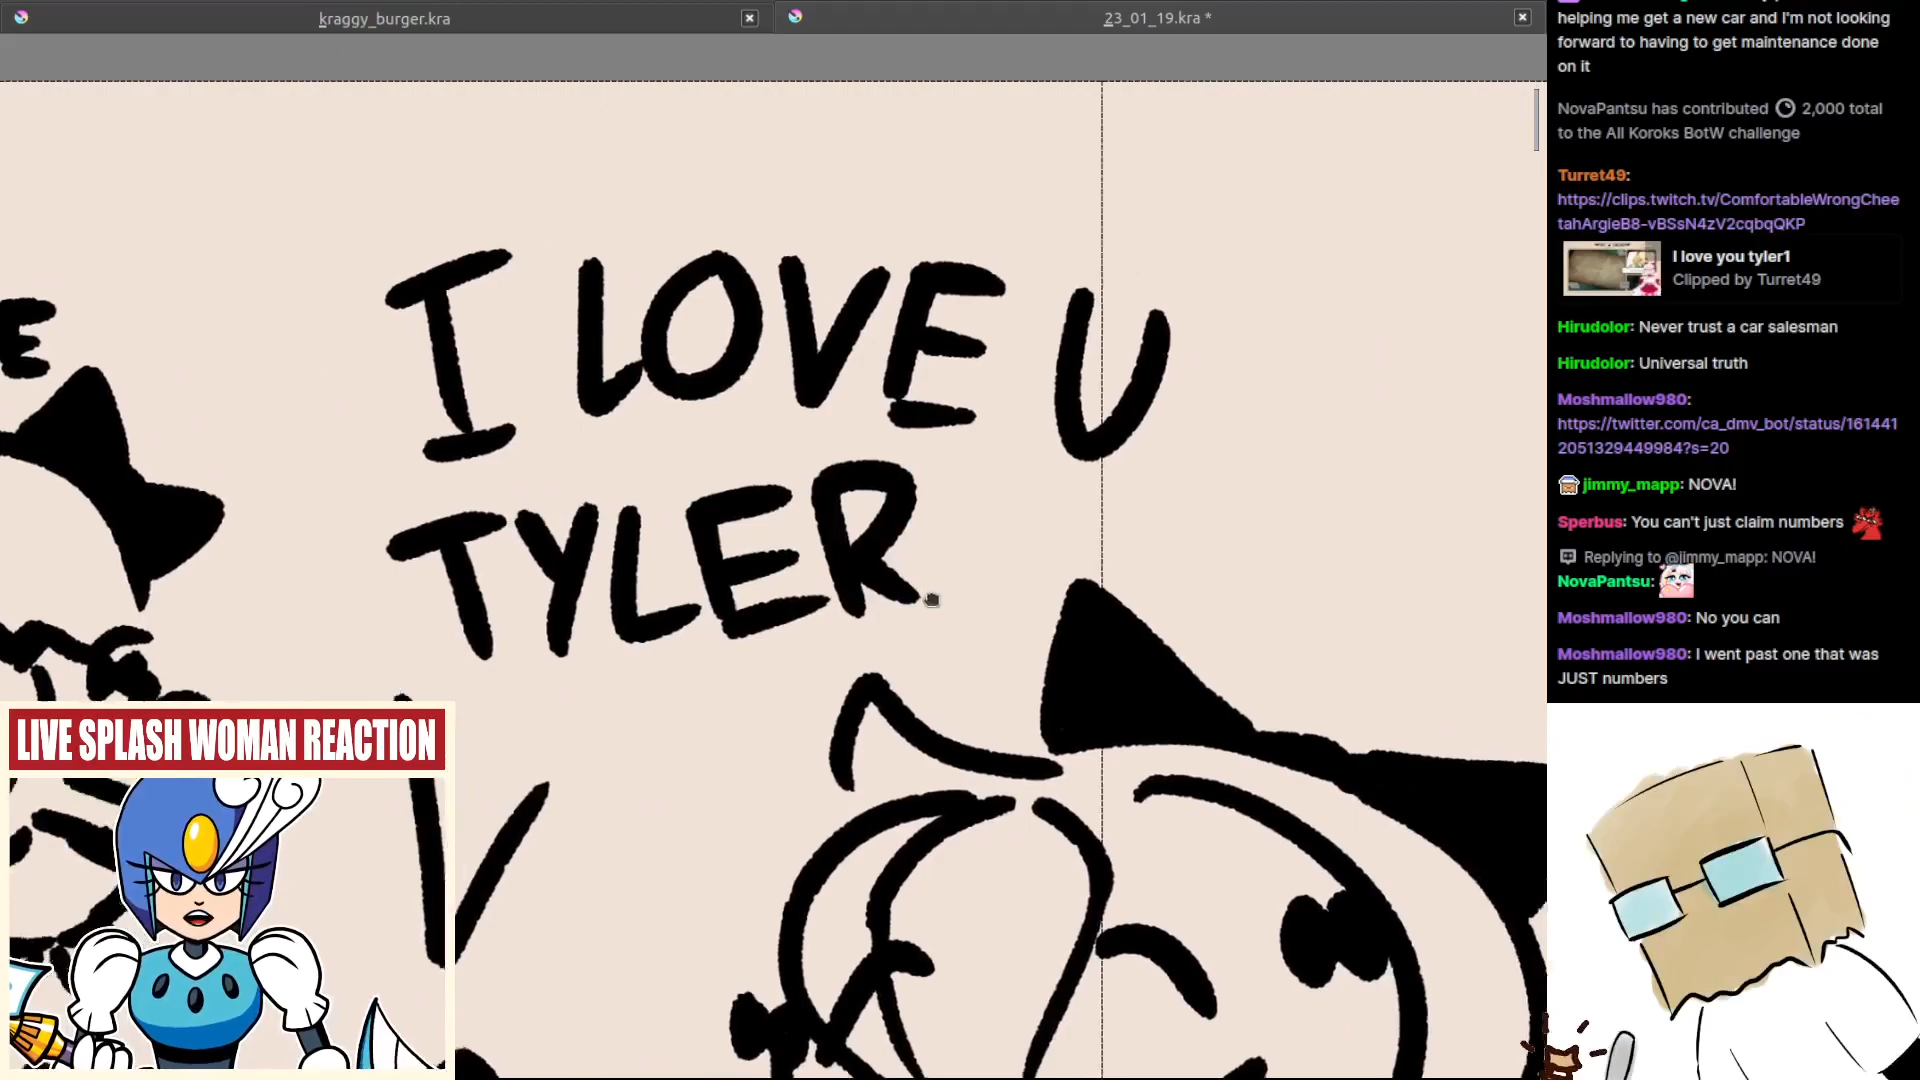 kraggy_burger.kra
23_01_19.kra *
I LOVE U
TYLER
E
LIVE SPLASH WOMAN REACTION
helping me get a new car and I'm not looking
forward to having to get maintenance done
on it
NovaPantsu has contributed 2,000 total
to the All Koroks BotW challenge
Turret49:
https://clips.twitch.tv/ComfortableWrongChee
tahArgieB8-vBSsN4zV2cqbqQKP
I love you tyler1
Clipped by Turret49
Hirudolor: Never trust a car salesman
Hirudolor: Universal truth
Moshmallow980:
https://twitter.com/ca_dmv_bot/status/161441
2051329449984?s=20
jimmy_mapp: NOVA!
Sperbus: You can't just claim numbers
Replying to @jimmy_mapp: NOVA!
NovaPantsu:
Moshmallow980: No you can
Moshmallow980: I went past one that was
JUST numbers